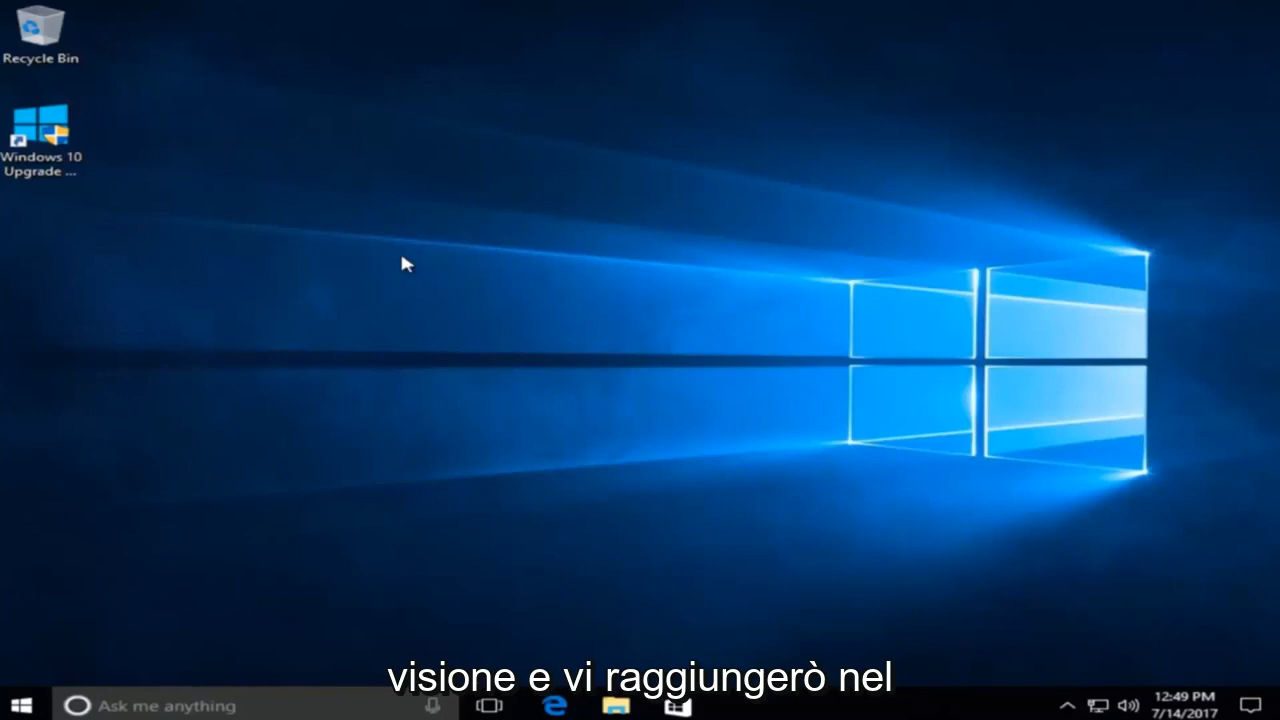 Recycle Bin
Windows 10
Upgrade ...
visione e vi raggiungerò nel
Ask me anything
12:49 PM
7/14/2017